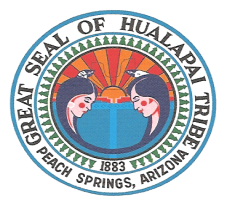 GREAT SEAL OF HUALAPAI TRIBE
1883
PEACH SPRINGS, ARIZONA